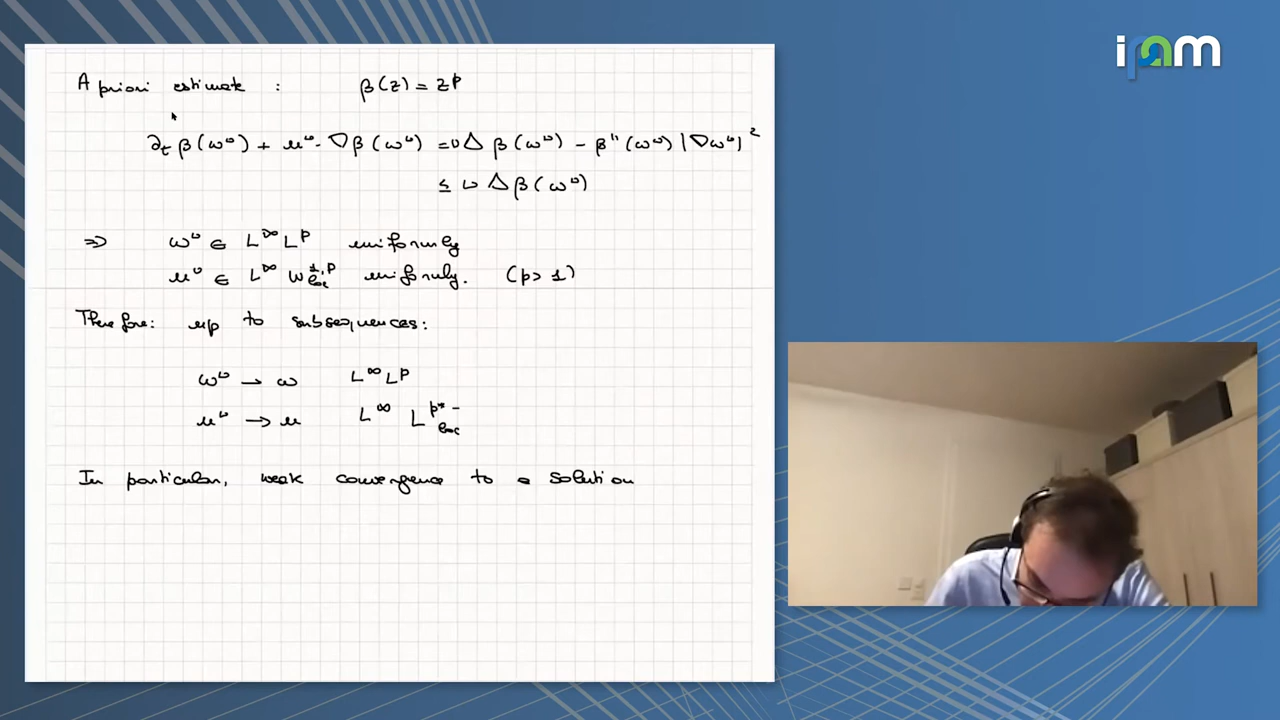 ipam
A priori estimate :   β(z) = z^p
∂_t β(ω^ν) + u^ν · ∇β(ω^ν) = ν Δ β(ω^ν) − β''(ω^ν) |∇ω^ν|^2
≤ ν Δ β(ω^ν)
⇒ ω^ν ∈ L^∞ L^p uniformly
u^ν ∈ L^∞ W^{1,p}_{loc} uniformly. (p > 1)
Therefore: up to subsequences:
ω^ν ⇀ ω   L^∞ L^p
u^ν → u   L^∞ L^{p*-}_{loc}
In particular, weak convergence to a solution